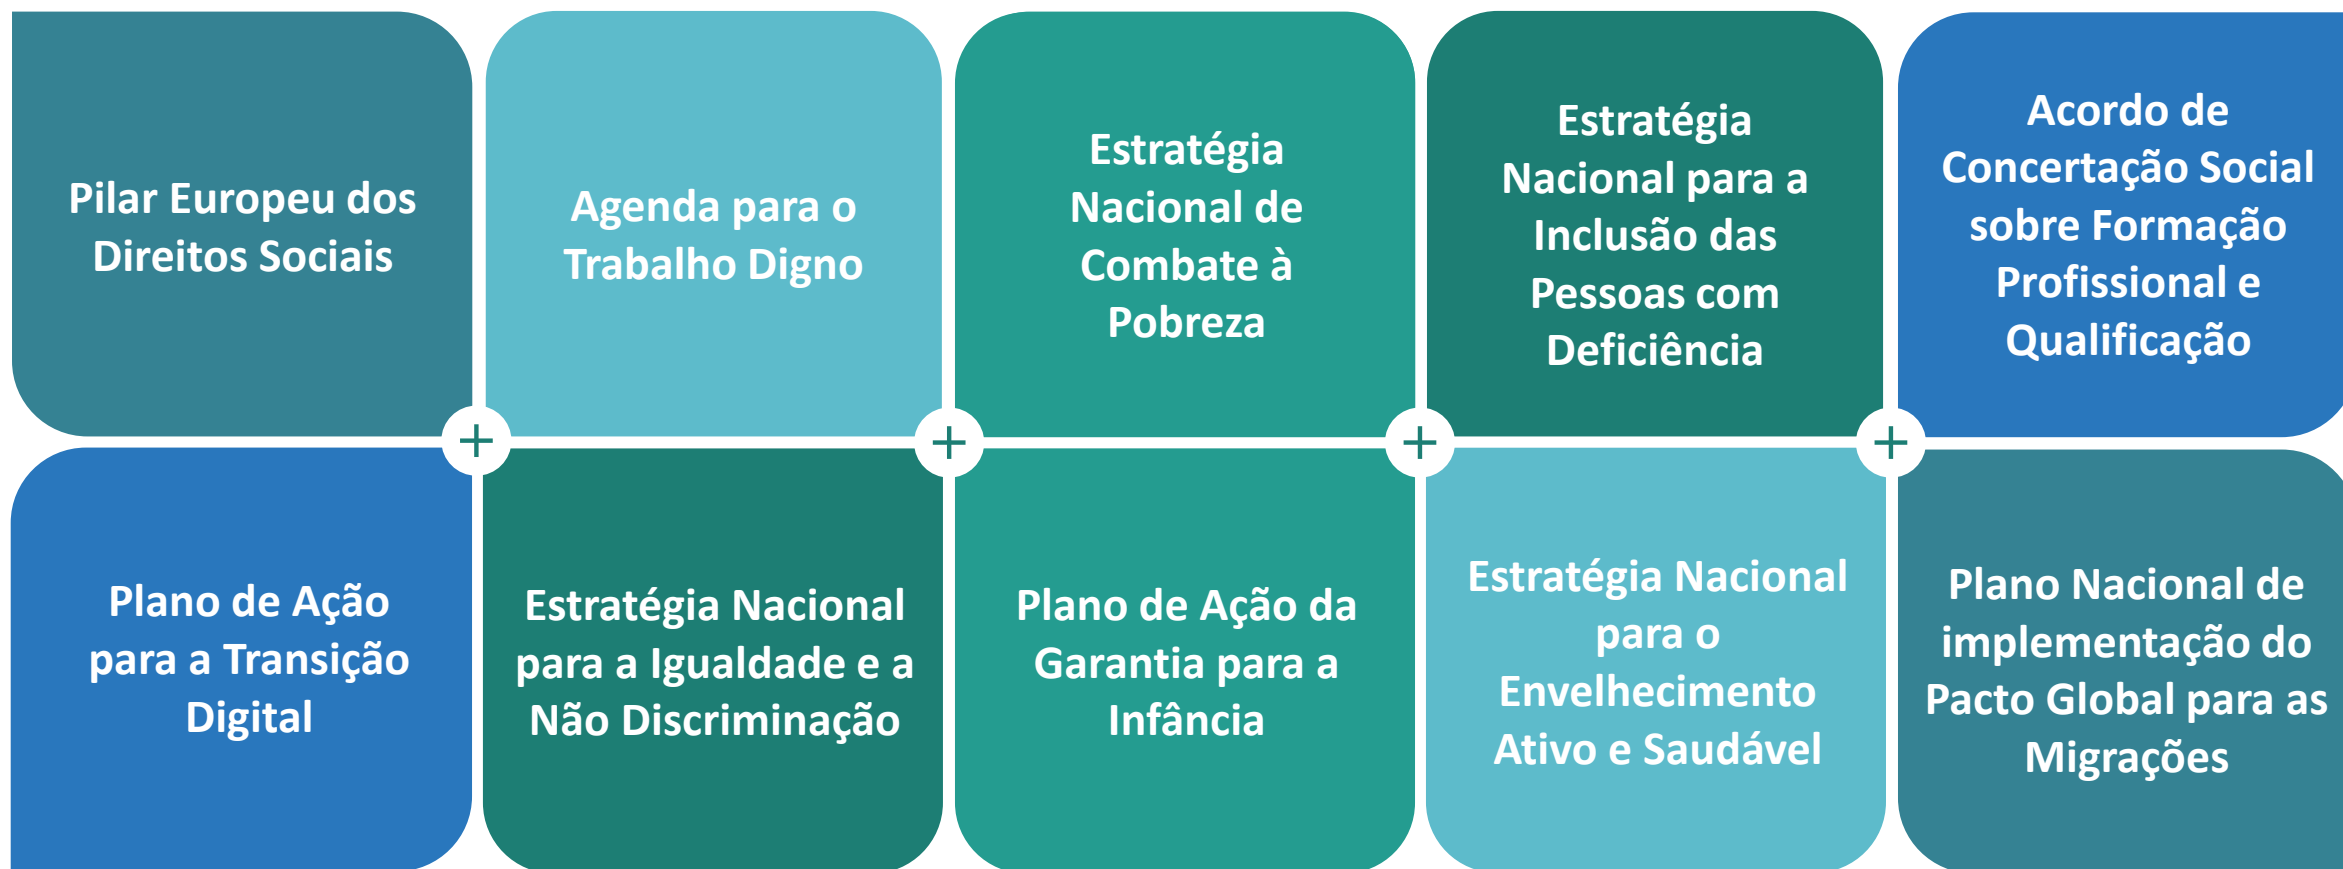 Pilar Europeu dos
Direitos Sociais
Agenda para o
Trabalho Digno
Estratégia
Nacional de
Combate à
Pobreza
Estratégia
Nacional para a
Inclusão das
Pessoas com
Deficiência
Acordo de
Concertação Social
sobre Formação
Profissional e
Qualificação
+
+
+
+
Plano de Ação
para a Transição
Digital
Estratégia Nacional
para a Igualdade e a
Não Discriminação
Plano de Ação da
Garantia para a
Infância
Estratégia Nacional
para o
Envelhecimento
Ativo e Saudável
Plano Nacional de
implementação do
Pacto Global para as
Migrações